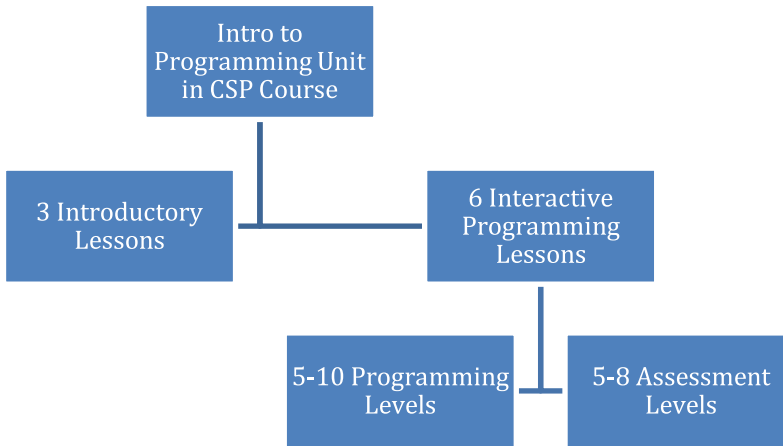 Intro to
Programming Unit
in CSP Course
3 Introductory
Lessons
6 Interactive
Programming
Lessons
5-10 Programming
Levels
5-8 Assessment
Levels